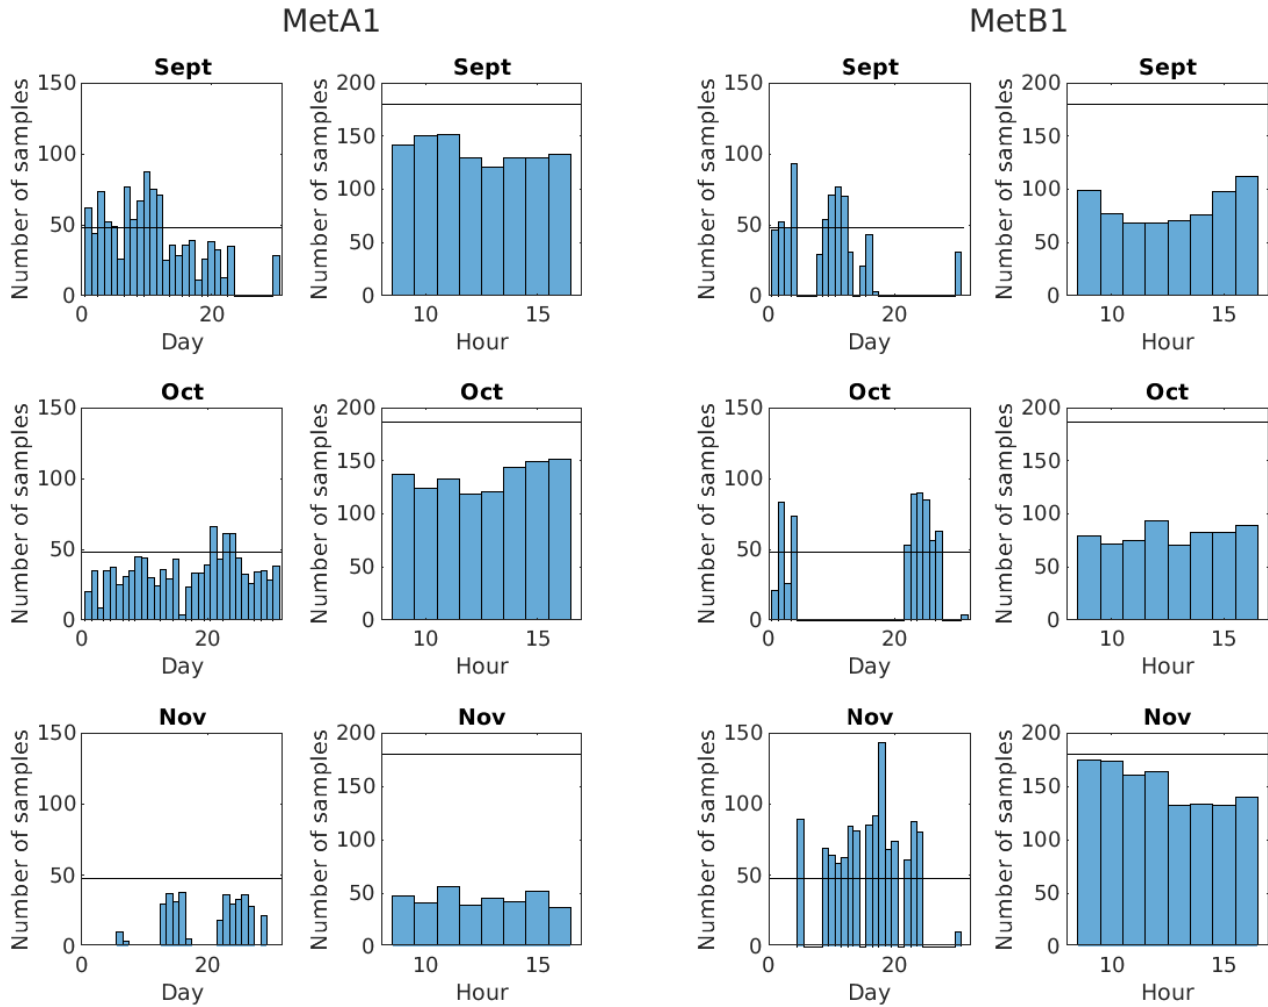 MetA1 MetB1
Sept Sept Sept Sept
150 200 150 200
100 150 100 150
50 100 50 100
0 50 0 50
0 0
0 20 10 15 0 20 10 15
Number of samples Number of samples Number of samples Number of samples
Day Hour Day Hour
Oct Oct Oct Oct
150 200 150 200
100 150 100 150
50 100 50 100
0 50 0 50
0 0
0 20 10 15 0 20 10 15
Number of samples Number of samples Number of samples Number of samples
Day Hour Day Hour
Nov Nov Nov Nov
150 200 150 200
100 150 100 150
50 100 50 100
0 50 0 50
0 0
0 20 10 15 0 20 10 15
Number of samples Number of samples Number of samples Number of samples
Day Hour Day Hour